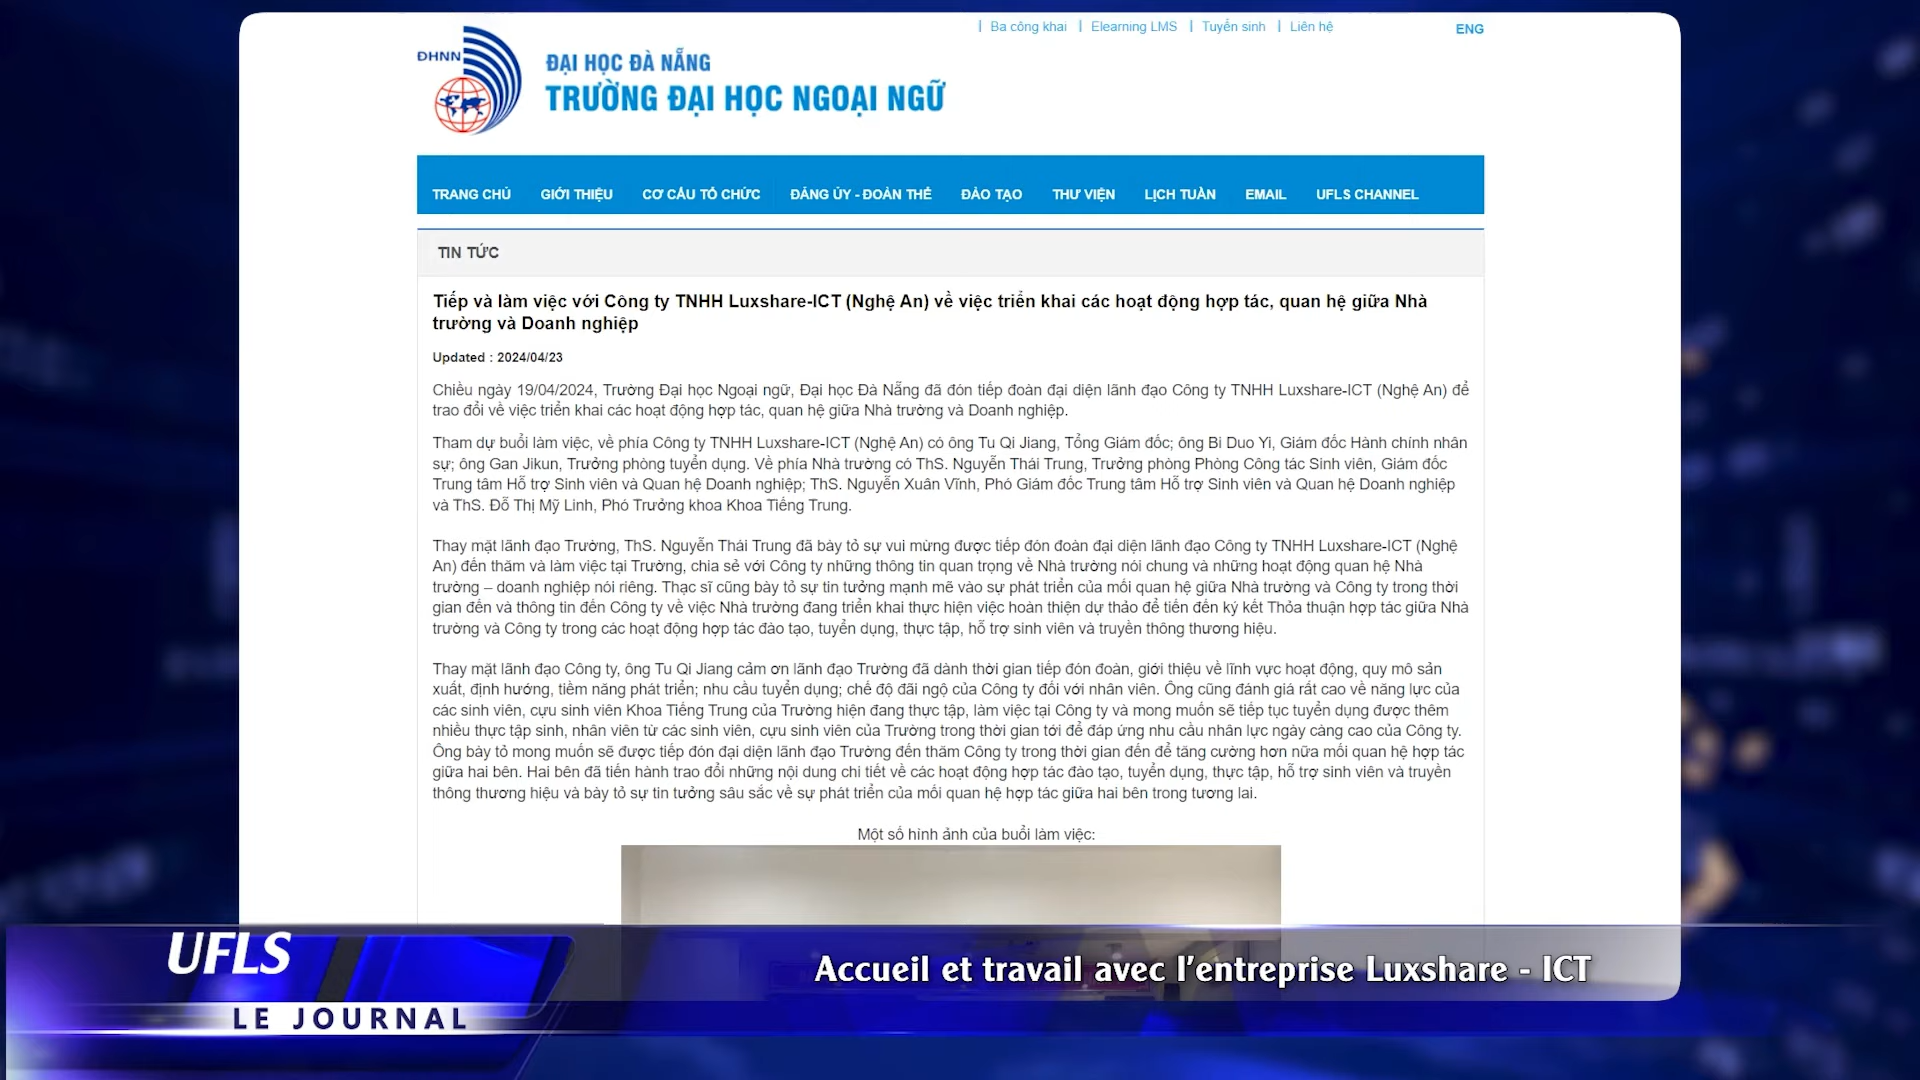 | Ba công khai | Elearning LMS | Tuyển sinh | Liên hệ
ENG
ĐHNN
ĐẠI HỌC ĐÀ NẴNG
TRƯỜNG ĐẠI HỌC NGOẠI NGỮ
TRANG CHỦ GIỚI THIỆU CƠ CẤU TỔ CHỨC ĐẢNG ỦY - ĐOÀN THỂ ĐÀO TẠO THƯ VIỆN LỊCH TUẦN EMAIL UFLS CHANNEL
TIN TỨC
Tiếp và làm việc với Công ty TNHH Luxshare-ICT (Nghệ An) về việc triển khai các hoạt động hợp tác, quan hệ giữa Nhà
trường và Doanh nghiệp
Updated : 2024/04/23
Chiều ngày 19/04/2024, Trường Đại học Ngoại ngữ, Đại học Đà Nẵng đã đón tiếp đoàn đại diện lãnh đạo Công ty TNHH Luxshare-ICT (Nghệ An) để
trao đổi về việc triển khai các hoạt động hợp tác, quan hệ giữa Nhà trường và Doanh nghiệp.
Tham dự buổi làm việc, về phía Công ty TNHH Luxshare-ICT (Nghệ An) có ông Tu Qi Jiang, Tổng Giám đốc; ông Bi Duo Yi, Giám đốc Hành chính nhân
sự; ông Gan Jikun, Trưởng phòng tuyển dụng. Về phía Nhà trường có ThS. Nguyễn Thái Trung, Trưởng phòng Phòng Công tác Sinh viên, Giám đốc
Trung tâm Hỗ trợ Sinh viên và Quan hệ Doanh nghiệp; ThS. Nguyễn Xuân Vĩnh, Phó Giám đốc Trung tâm Hỗ trợ Sinh viên và Quan hệ Doanh nghiệp
và ThS. Đỗ Thị Mỹ Linh, Phó Trưởng khoa Khoa Tiếng Trung.
Thay mặt lãnh đạo Trường, ThS. Nguyễn Thái Trung đã bày tỏ sự vui mừng được tiếp đón đoàn đại diện lãnh đạo Công ty TNHH Luxshare-ICT (Nghệ
An) đến thăm và làm việc tại Trường, chia sẻ với Công ty những thông tin quan trọng về Nhà trường nói chung và những hoạt động quan hệ Nhà
trường – doanh nghiệp nói riêng. Thạc sĩ cũng bày tỏ sự tin tưởng mạnh mẽ vào sự phát triển của mối quan hệ giữa Nhà trường và Công ty trong thời
gian đến và thông tin đến Công ty về việc Nhà trường đang triển khai thực hiện việc hoàn thiện dự thảo để tiến đến ký kết Thỏa thuận hợp tác giữa Nhà
trường và Công ty trong các hoạt động hợp tác đào tạo, tuyển dụng, thực tập, hỗ trợ sinh viên và truyền thông thương hiệu.
Thay mặt lãnh đạo Công ty, ông Tu Qi Jiang cảm ơn lãnh đạo Trường đã dành thời gian tiếp đón đoàn, giới thiệu về lĩnh vực hoạt động, quy mô sản
xuất, định hướng, tiềm năng phát triển; nhu cầu tuyển dụng; chế độ đãi ngộ của Công ty đối với nhân viên. Ông cũng đánh giá rất cao về năng lực của
các sinh viên, cựu sinh viên Khoa Tiếng Trung của Trường hiện đang thực tập, làm việc tại Công ty và mong muốn sẽ tiếp tục tuyển dụng được thêm
nhiều thực tập sinh, nhân viên từ các sinh viên, cựu sinh viên của Trường trong thời gian tới để đáp ứng nhu cầu nhân lực ngày càng cao của Công ty.
Ông bày tỏ mong muốn sẽ được tiếp đón đại diện lãnh đạo Trường đến thăm Công ty trong thời gian đến để tăng cường hơn nữa mối quan hệ hợp tác
giữa hai bên. Hai bên đã tiến hành trao đổi những nội dung chi tiết về các hoạt động hợp tác đào tạo, tuyển dụng, thực tập, hỗ trợ sinh viên và truyền
thông thương hiệu và bày tỏ sự tin tưởng sâu sắc về sự phát triển của mối quan hệ hợp tác giữa hai bên trong tương lai.
Một số hình ảnh của buổi làm việc:
UFLS
LE JOURNAL
Accueil et travail avec l'entreprise Luxshare - ICT